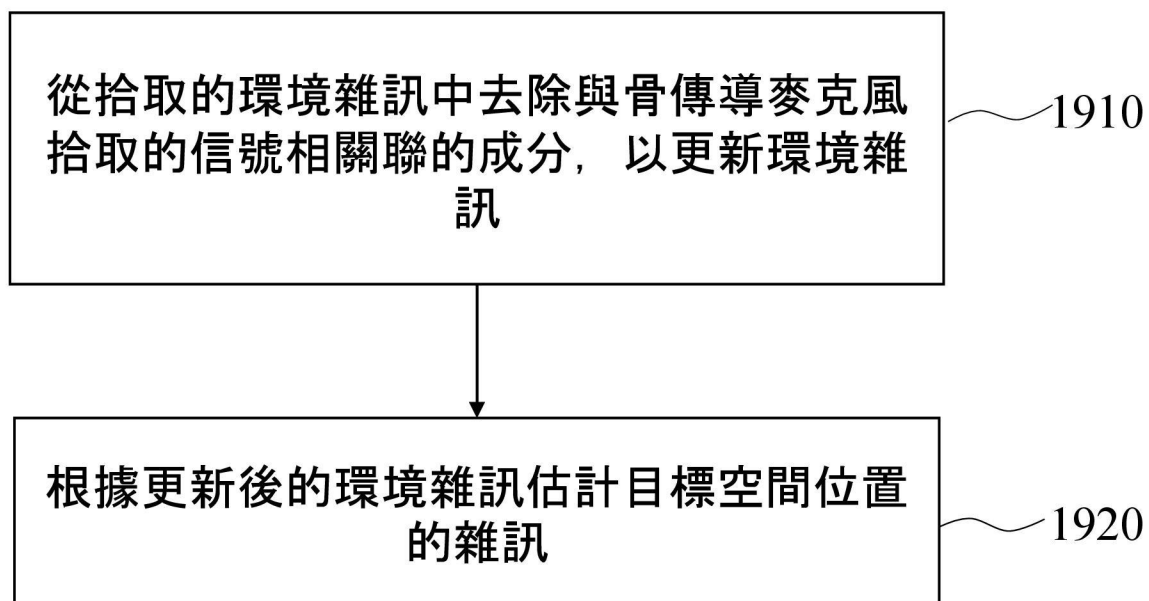 從拾取的環境雜訊中去除與骨傳導麥克風
拾取的信號相關聯的成分，以更新環境雜
訊
1910
根據更新後的環境雜訊估計目標空間位置
的雜訊
1920